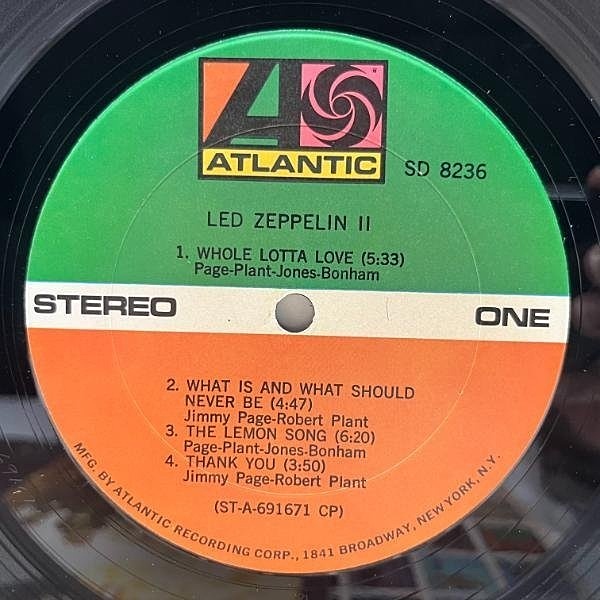 ATLANTIC
SD 8236
LED ZEPPELIN II
1. WHOLE LOTTA LOVE (5:33)
Page-Plant-Jones-Bonham
STEREO
ONE
2. WHAT IS AND WHAT SHOULD
NEVER BE (4:47)
Jimmy Page-Robert Plant
3. THE LEMON SONG (6:20)
Page-Plant-Jones-Bonham
4. THANK YOU (3:50)
Jimmy Page-Robert Plant
(ST-A-691671 CP)
MFG. BY ATLANTIC RECORDING CORP., 1841 BROADWAY, NEW YORK, N.Y.